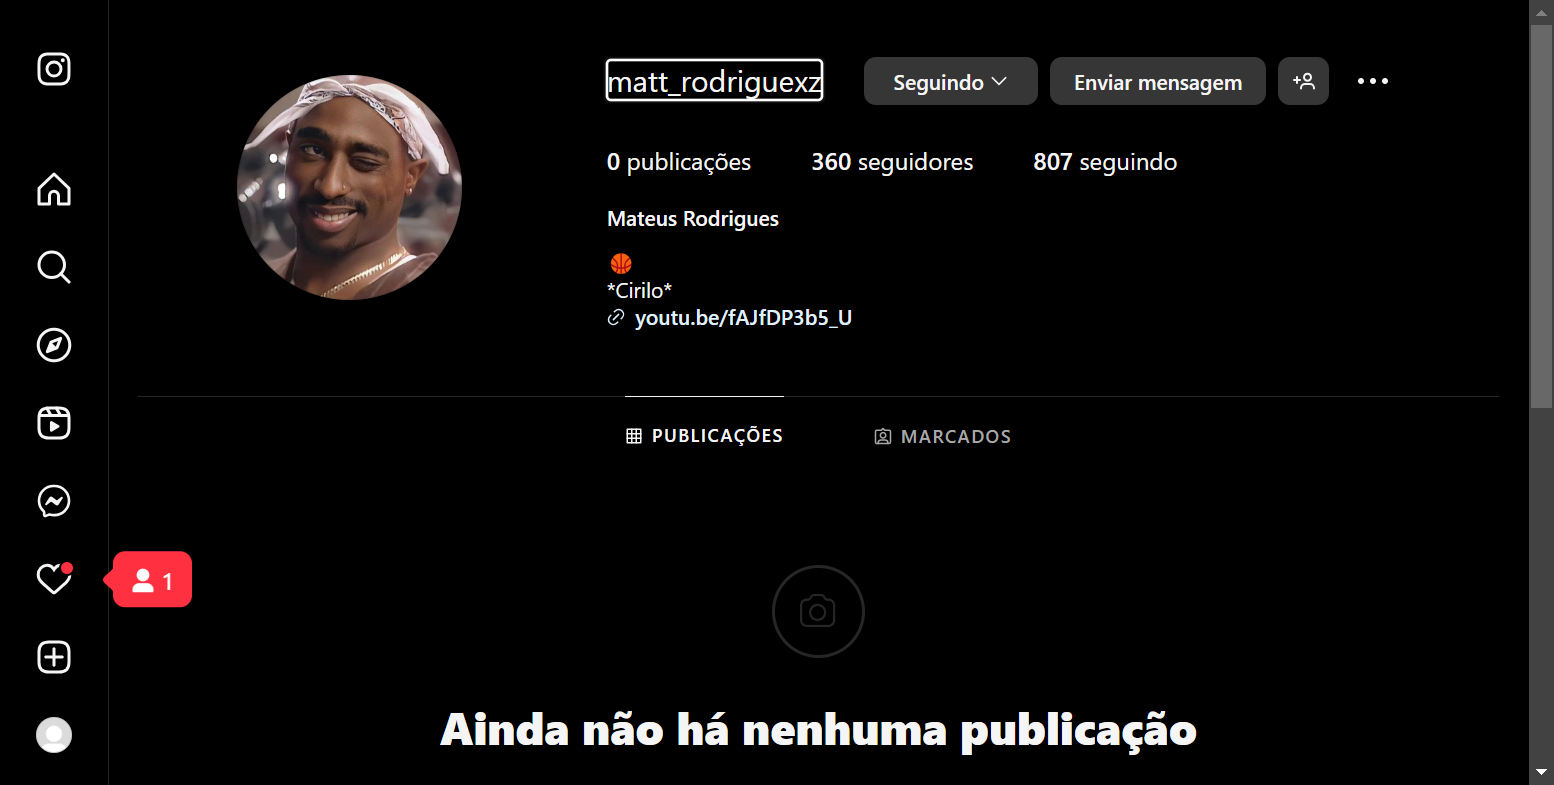 matt_rodriguexz Seguindo Enviar mensagem
0 publicações 360 seguidores 807 seguindo
Mateus Rodrigues
🏀
*Cirilo*
youtu.be/fAJfDP3b5_U
PUBLICAÇÕES MARCADOS
1
Ainda não há nenhuma publicação